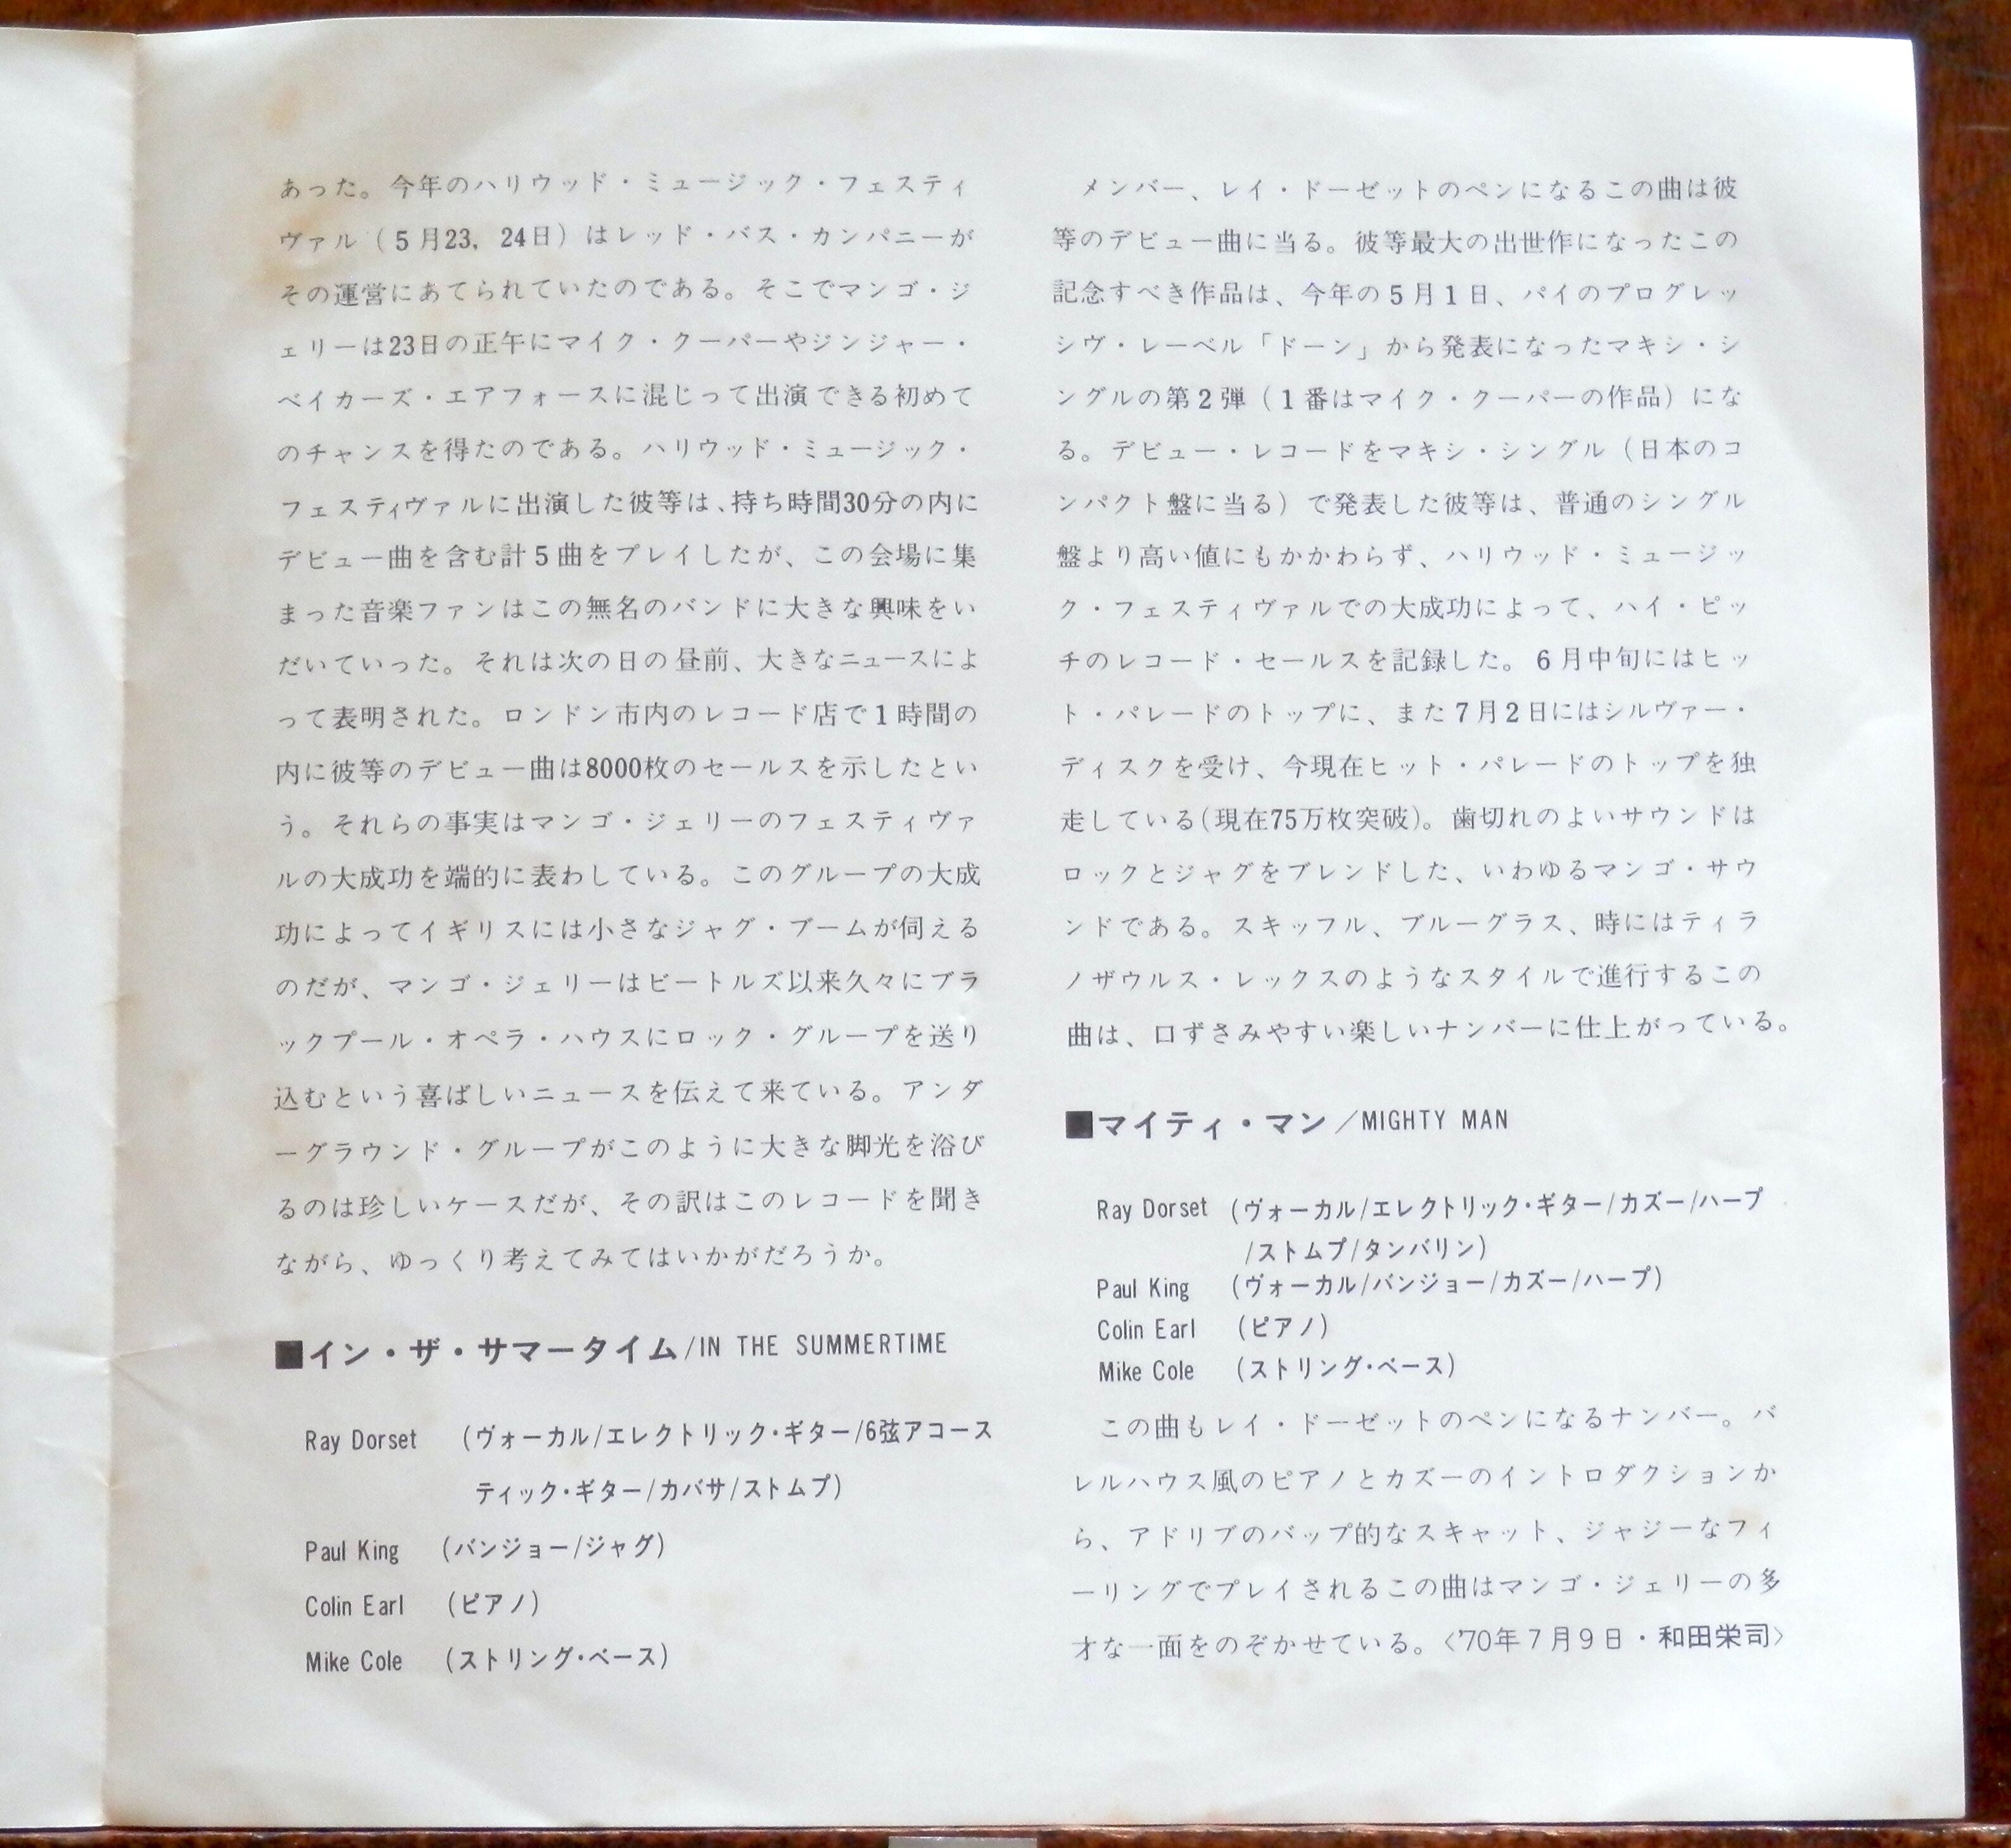 あった。今年のハリウッド・ミュージック・フェスティ
ヴァル（5月23，24日）はレッド・バス・カンパニーが
その運営にあてられていたのである。そこでマンゴ・ジ
ェリーは23日の正午にマイク・クーパーやジンジャー・
ベイカーズ・エアフォースに混じって出演できる初めて
のチャンスを得たのである。ハリウッド・ミュージック・
フェスティヴァルに出演した彼等は、持ち時間30分の内に
デビュー曲を含む計5曲をプレイしたが、この会場に集
まった音楽ファンはこの無名のバンドに大きな興味をい
だいていった。それは次の日の昼前、大きなニュースによ
って表明された。ロンドン市内のレコード店で1時間の
内に彼等のデビュー曲は8000枚のセールスを示したとい
う。それらの事実はマンゴ・ジェリーのフェスティヴァ
ルの大成功を端的に表わしている。このグループの大成
功によってイギリスには小さなジャグ・ブームが伺える
のだが、マンゴ・ジェリーはビートルズ以来久々にブラ
ックプール・オペラ・ハウスにロック・グループを送り
込むという喜ばしいニュースを伝えて来ている。アンダ
ーグラウンド・グループがこのように大きな脚光を浴び
るのは珍しいケースだが、その訳はこのレコードを聞き
ながら、ゆっくり考えてみてはいかがだろうか。
■イン・ザ・サマータイム/IN THE SUMMERTIME
Ray Dorset （ヴォーカル/エレクトリック・ギター/6弦アコース
ティック・ギター/カバサ/ストムプ）
Paul King （バンジョー/ジャグ）
Colin Earl （ピアノ）
Mike Cole （ストリング・ベース）
メンバー、レイ・ドーゼットのペンになるこの曲は彼
等のデビュー曲に当る。彼等最大の出世作になったこの
記念すべき作品は、今年の5月1日、パイのプログレッ
シヴ・レーベル「ドーン」から発表になったマキシ・シ
ングルの第2弾（1番はマイク・クーパーの作品）にな
る。デビュー・レコードをマキシ・シングル（日本のコ
ンパクト盤に当る）で発表した彼等は、普通のシングル
盤より高い値にもかかわらず、ハリウッド・ミュージッ
ク・フェスティヴァルでの大成功によって、ハイ・ピッ
チのレコード・セールスを記録した。6月中旬にはヒッ
ト・パレードのトップに、また7月2日にはシルヴァー・
ディスクを受け、今現在ヒット・パレードのトップを独
走している(現在75万枚突破)。歯切れのよいサウンドは
ロックとジャグをブレンドした、いわゆるマンゴ・サウ
ンドである。スキッフル、ブルーグラス、時にはティラ
ノザウルス・レックスのようなスタイルで進行するこの
曲は、口ずさみやすい楽しいナンバーに仕上がっている。
■マイティ・マン／MIGHTY MAN
Ray Dorset （ヴォーカル/エレクトリック・ギター/カズー/ハープ
/ストムプ/タンバリン）
Paul King （ヴォーカル/バンジョー/カズー/ハープ）
Colin Earl （ピアノ）
Mike Cole （ストリング・ベース）
この曲もレイ・ドーゼットのペンになるナンバー。バ
レルハウス風のピアノとカズーのイントロダクションか
ら、アドリブのバップ的なスキャット、ジャジーなフィ
ーリングでプレイされるこの曲はマンゴ・ジェリーの多
才な一面をのぞかせている。〈'70年7月9日・和田栄司〉